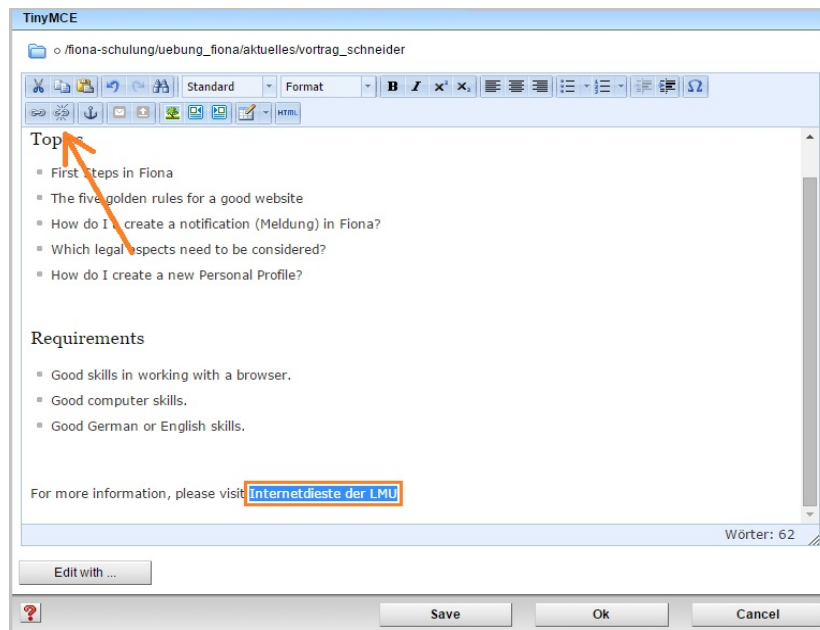 TinyMCE
/fiona-schulung/uebung_fiona/aktuelles/vortrag_schneider
Standard Format B I x² x₂ Ω
HTML
Topics
First Steps in Fiona
The five golden rules for a good website
How do I a create a notification (Meldung) in Fiona?
Which legal aspects need to be considered?
How do I create a new Personal Profile?
Requirements
Good skills in working with a browser.
Good computer skills.
Good German or English skills.
For more information, please visit Internetdieste der LMU
Wörter: 62
Edit with ...
? Save Ok Cancel